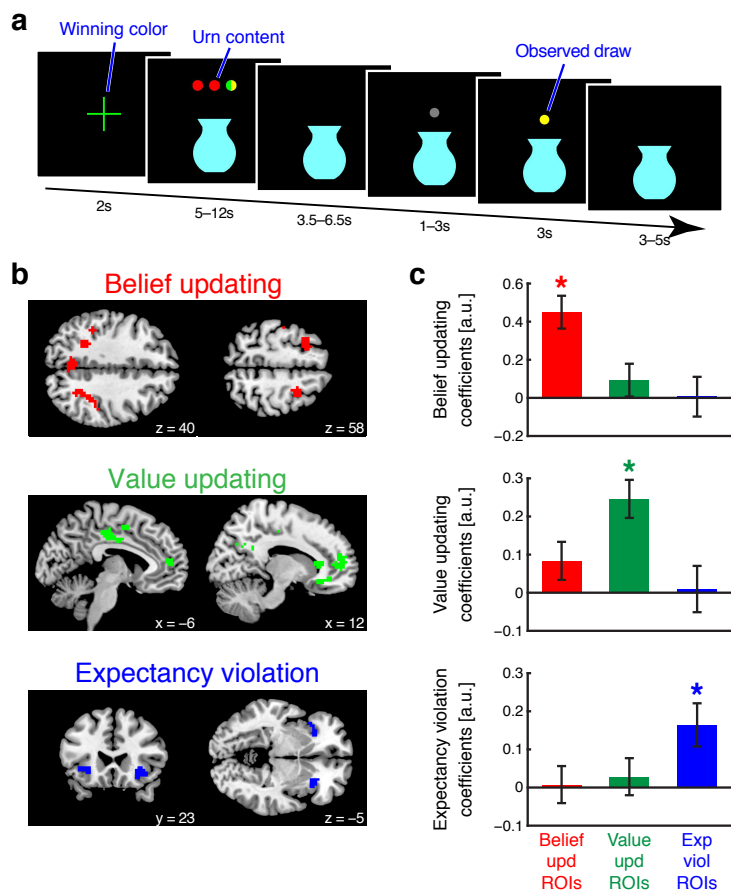 a
Winning color
Urn content
Observed draw
2s
5–12s
3.5–6.5s
1–3s
3s
3–5s
b
Belief updating
z = 40
z = 58
Value updating
x = −6
x = 12
Expectancy violation
y = 23
z = −5
c
Belief updating
coefficients [a.u.]
0.6
0.4
0.2
0
−0.2
*
Value updating
coefficients [a.u.]
0.3
0.2
0.1
0
−0.1
*
Expectancy violation
coefficients [a.u.]
0.3
0.2
0.1
0
−0.1
*
Belief
upd
ROIs
Value
upd
ROIs
Exp
viol
ROIs